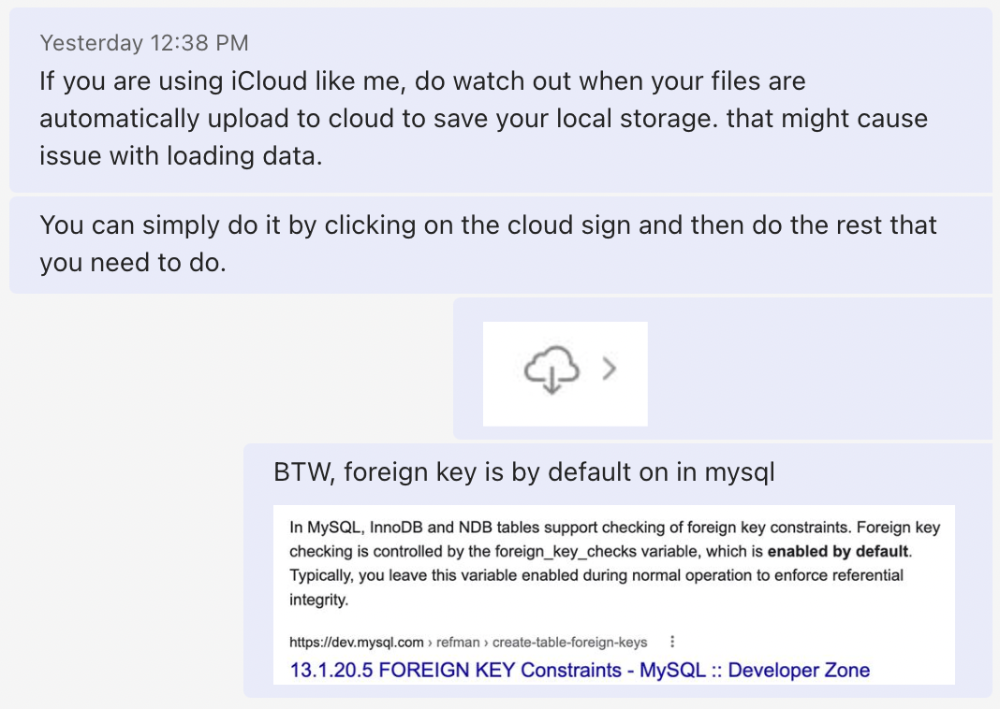 Yesterday 12:38 PM
If you are using iCloud like me, do watch out when your files are
automatically upload to cloud to save your local storage. that might cause
issue with loading data.
You can simply do it by clicking on the cloud sign and then do the rest that
you need to do.
BTW, foreign key is by default on in mysql
In MySQL, InnoDB and NDB tables support checking of foreign key constraints. Foreign key
checking is controlled by the foreign_key_checks variable, which is enabled by default.
Typically, you leave this variable enabled during normal operation to enforce referential
integrity.
https://dev.mysql.com › refman › create-table-foreign-keys
13.1.20.5 FOREIGN KEY Constraints - MySQL :: Developer Zone